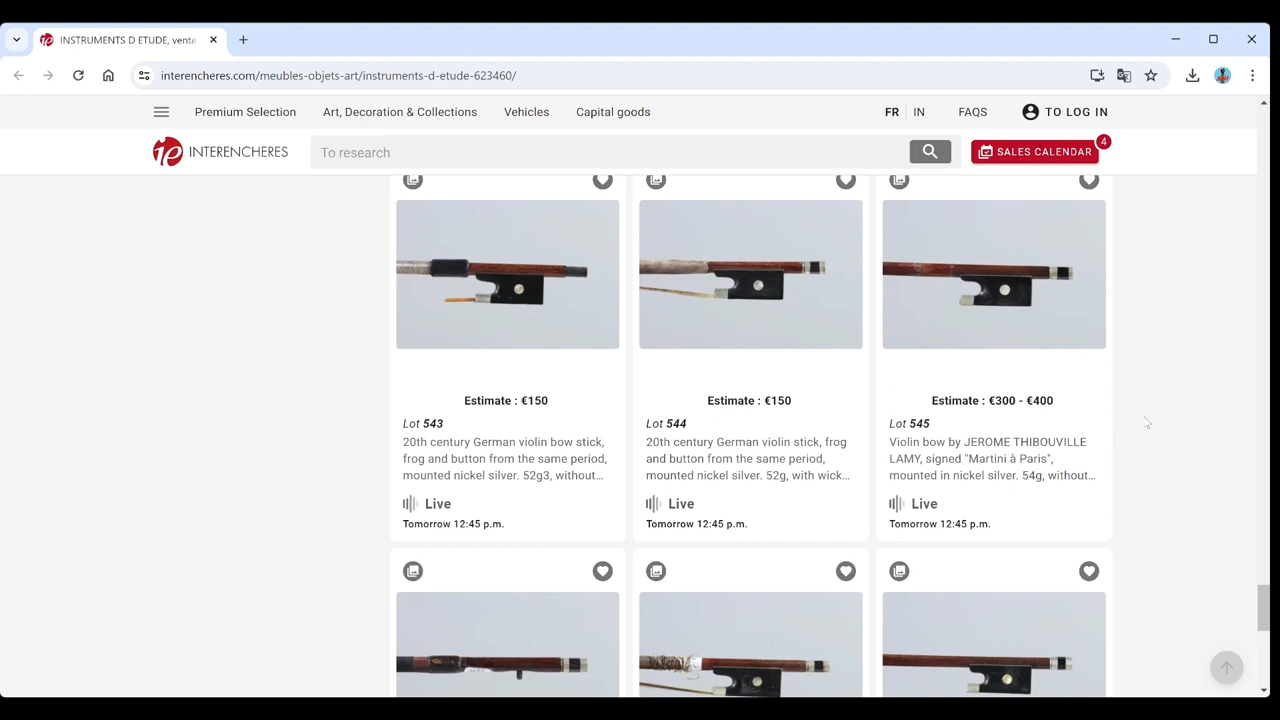 INSTRUMENTS D ETUDE, vente
interencheres.com/meubles-objets-art/instruments-d-etude-623460/
Premium Selection
Art, Decoration & Collections
Vehicles
Capital goods
FR
IN
FAQS
TO LOG IN
INTERENCHERES
To research
SALES CALENDAR
4
Estimate : €150
Lot 543
20th century German violin bow stick,
frog and button from the same period,
mounted nickel silver. 52g3, without…
Live
Tomorrow 12:45 p.m.
Estimate : €150
Lot 544
20th century German violin stick, frog
and button from the same period,
mounted nickel silver. 52g, with wick…
Live
Tomorrow 12:45 p.m.
Estimate : €300 - €400
Lot 545
Violin bow by JEROME THIBOUVILLE
LAMY, signed "Martini à Paris",
mounted in nickel silver. 54g, without…
Live
Tomorrow 12:45 p.m.